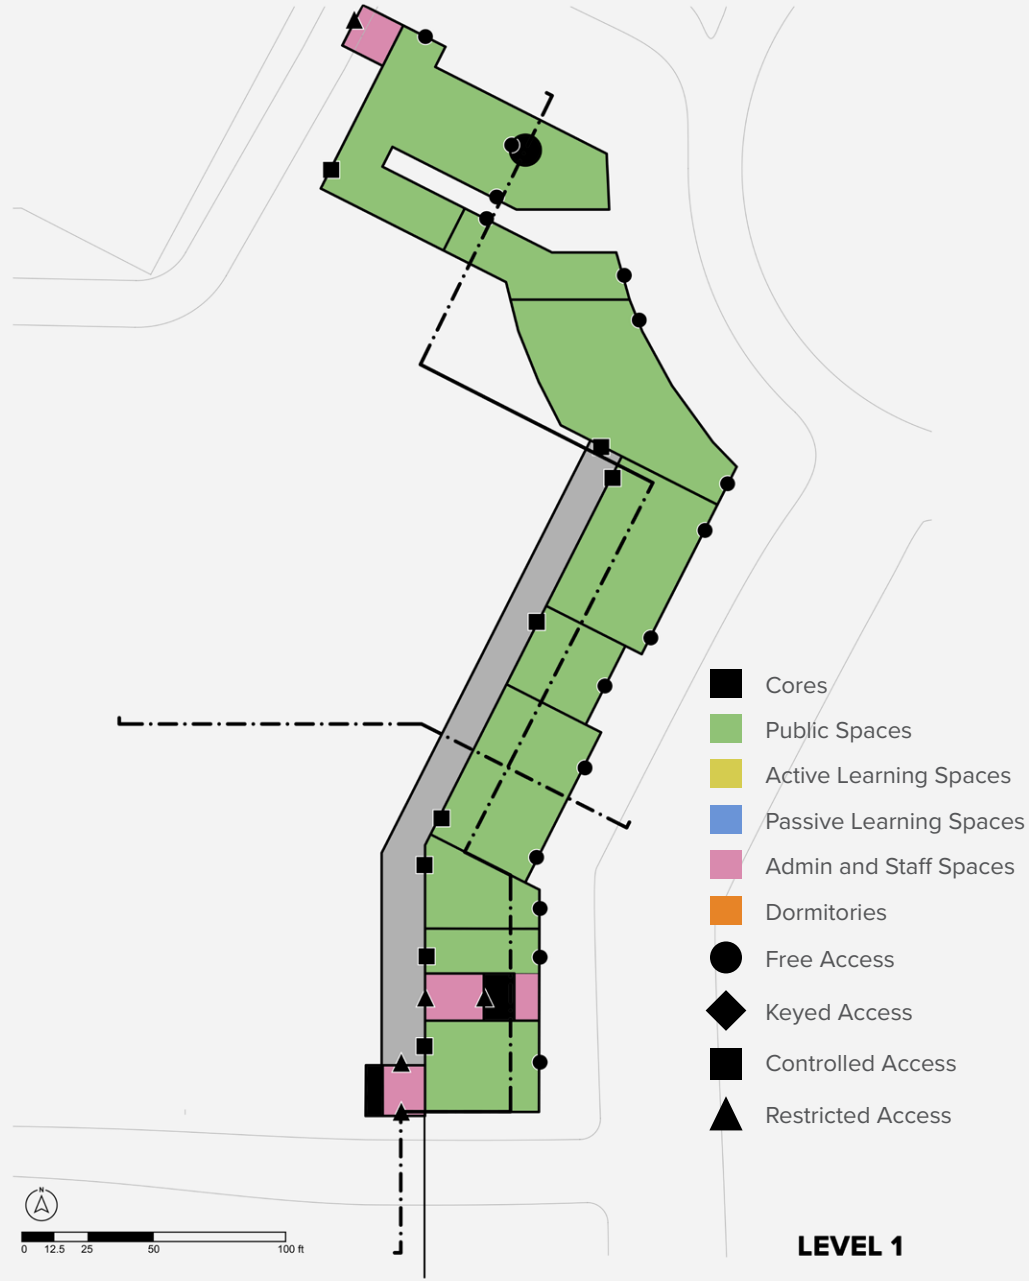 Cores
Public Spaces
Active Learning Spaces
Passive Learning Spaces
Admin and Staff Spaces
Dormitories
Free Access
Keyed Access
Controlled Access
Restricted Access
N
0 12.5 25 50 100 ft
LEVEL 1